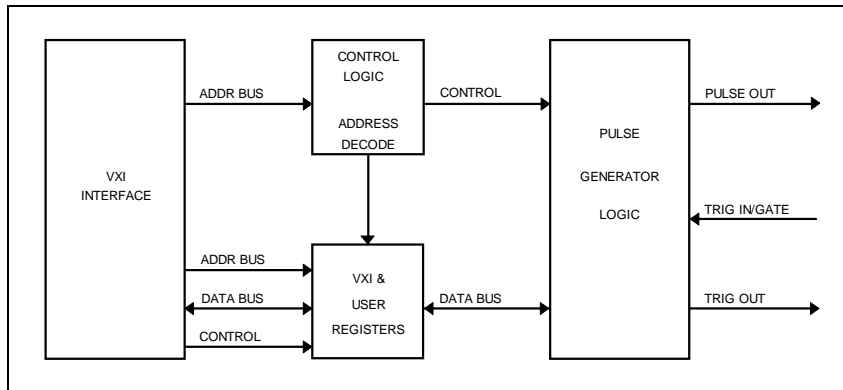 VXI
INTERFACE
ADDR BUS
CONTROL
LOGIC
ADDRESS
DECODE
CONTROL
PULSE
GENERATOR
LOGIC
PULSE OUT
TRIG IN/GATE
TRIG OUT
ADDR BUS
DATA BUS
CONTROL
VXI &
USER
REGISTERS
DATA BUS